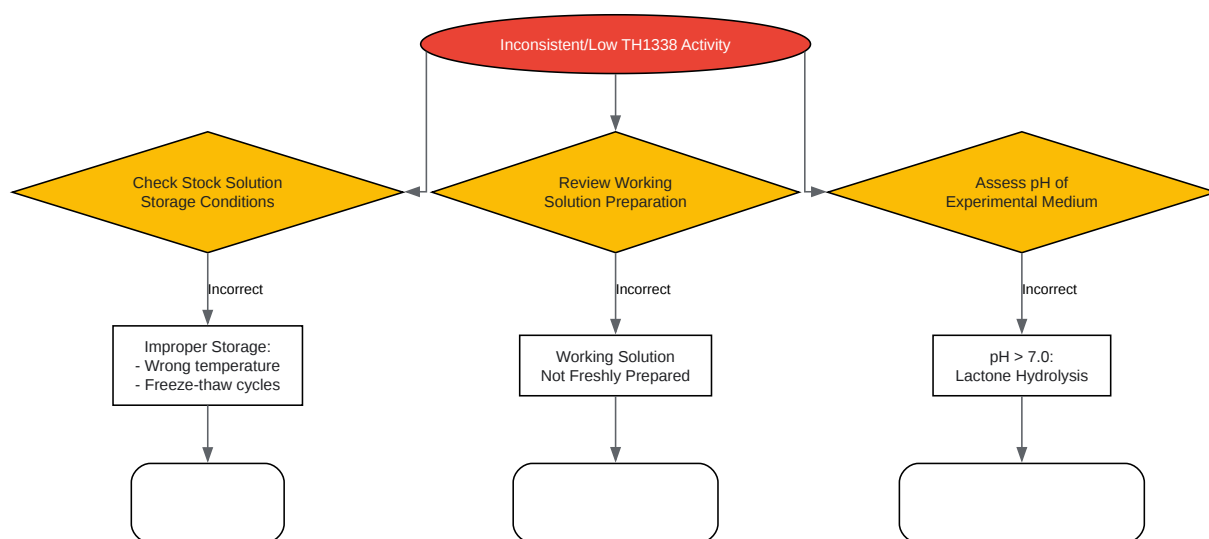 Inconsistent/Low TH1338 Activity
Check Stock Solution
Storage Conditions
Review Working
Solution Preparation
Assess pH of
Experimental Medium
Incorrect
Incorrect
Incorrect
Improper Storage:
- Wrong temperature
- Freeze-thaw cycles
Working Solution
Not Freshly Prepared
pH > 7.0:
Lactone Hydrolysis